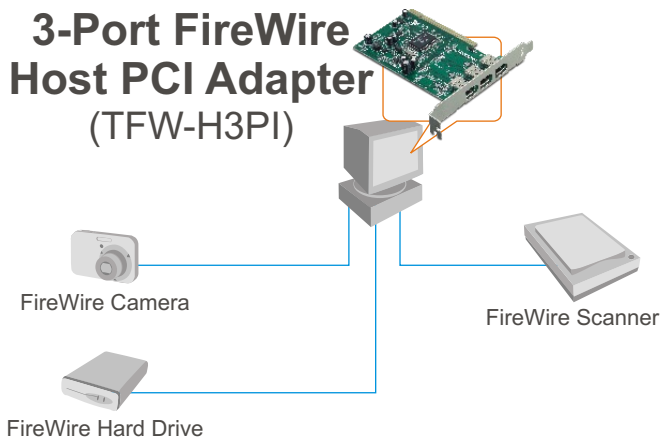 3-Port FireWire
Host PCI Adapter
(TFW-H3PI)
FireWire Camera
FireWire Scanner
FireWire Hard Drive